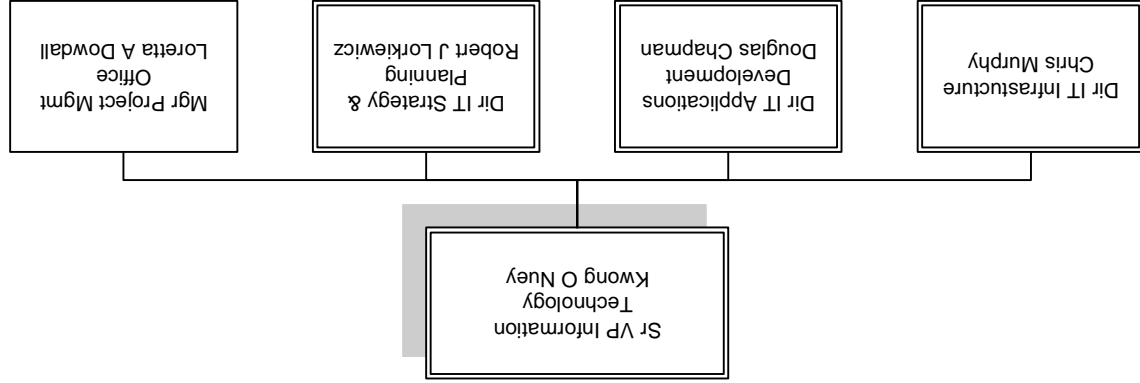 Sr VP Information
Technology
Kwong O Nuey
Dir IT Infrastucture
Chris Murphy
Dir IT Applications
Development
Douglas Chapman
Dir IT Strategy &
Planning
Robert J Lorkiewicz
Mgr Project Mgmt
Office
Loretta A Dowdall